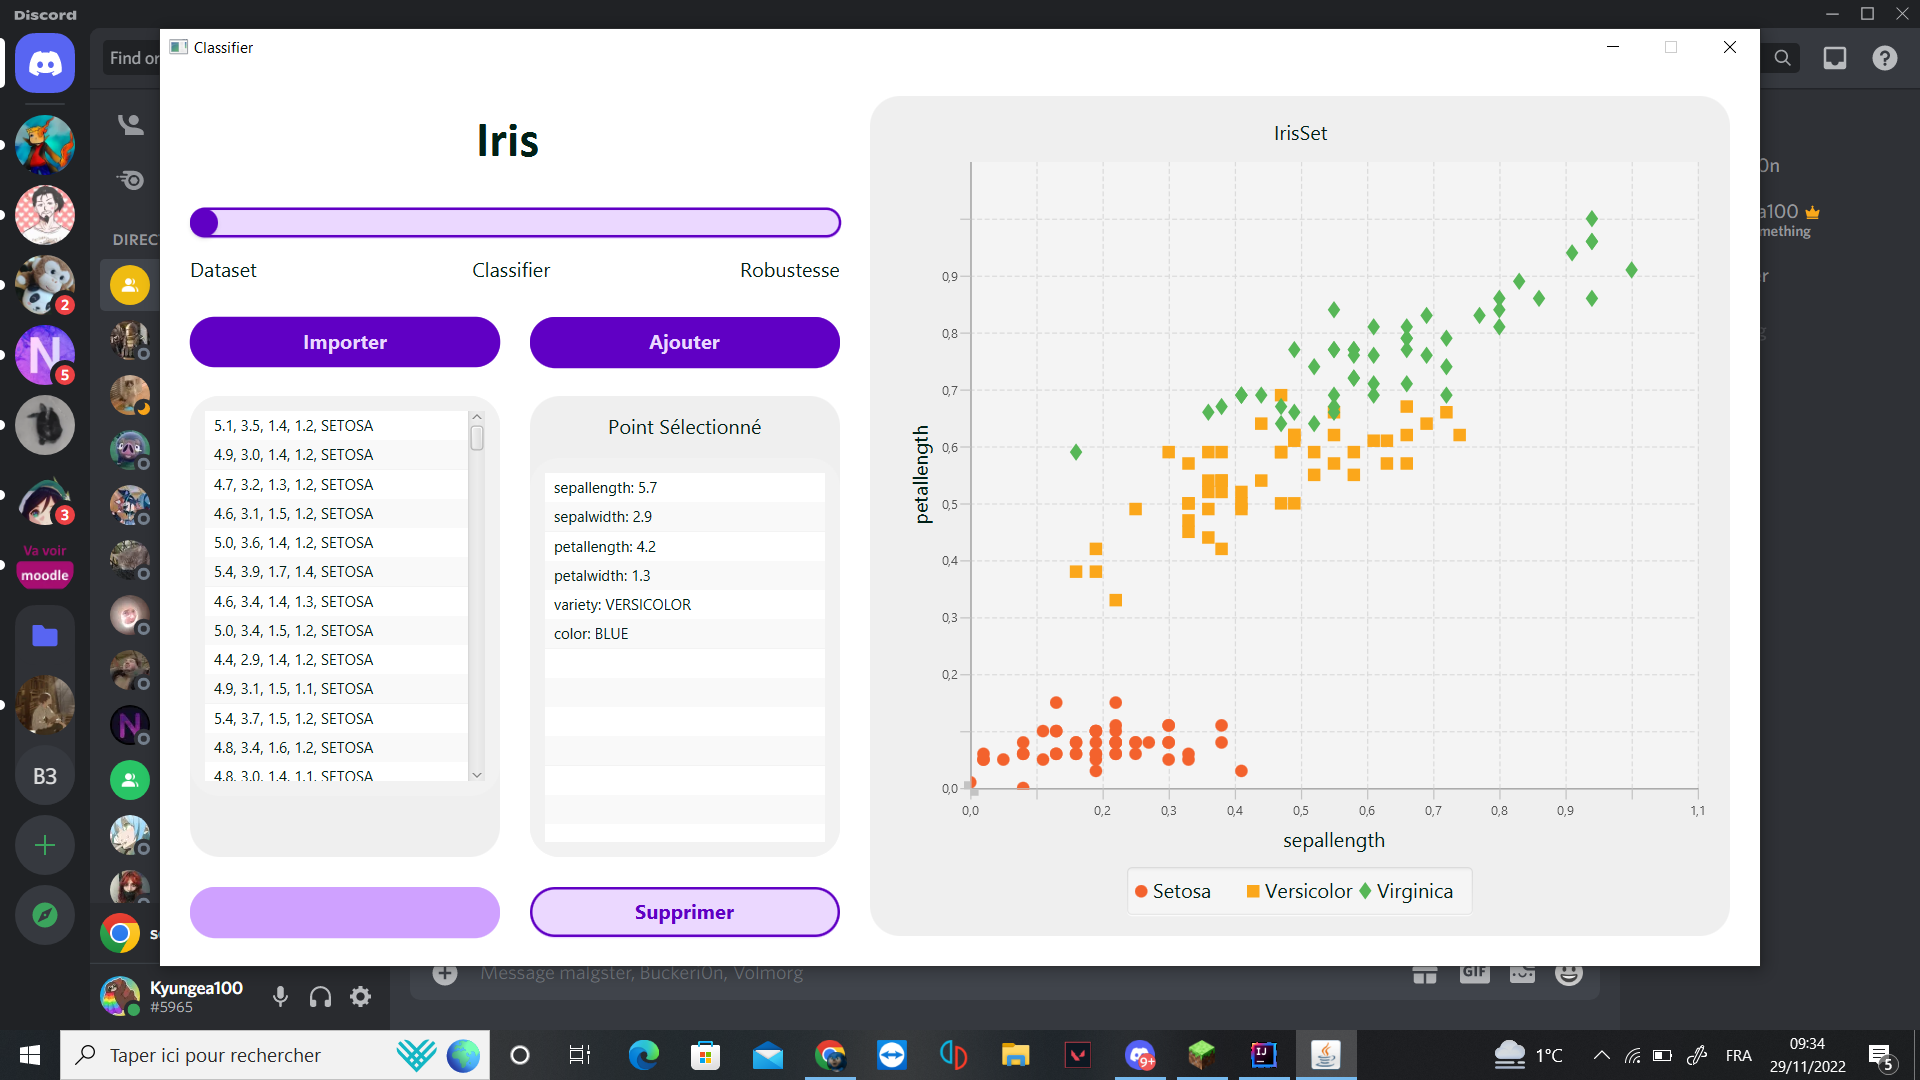 Discord
Find or
Classifier
Iris
Dataset
Classifier
Robustesse
Importer
Ajouter
5.1, 3.5, 1.4, 1.2, SETOSA
4.9, 3.0, 1.4, 1.2, SETOSA
4.7, 3.2, 1.3, 1.2, SETOSA
4.6, 3.1, 1.5, 1.2, SETOSA
5.0, 3.6, 1.4, 1.2, SETOSA
5.4, 3.9, 1.7, 1.4, SETOSA
4.6, 3.4, 1.4, 1.3, SETOSA
5.0, 3.4, 1.5, 1.2, SETOSA
4.4, 2.9, 1.4, 1.2, SETOSA
4.9, 3.1, 1.5, 1.1, SETOSA
5.4, 3.7, 1.5, 1.2, SETOSA
4.8, 3.4, 1.6, 1.2, SETOSA
4.8, 3.0, 1.4, 1.1, SETOSA
Point Sélectionné
sepallength: 5.7
sepalwidth: 2.9
petallength: 4.2
petalwidth: 1.3
variety: VERSICOLOR
color: BLUE
Supprimer
IrisSet
petallength
0,9
0,8
0,7
0,6
0,5
0,4
0,3
0,2
0,0
0,0
0,2
0,3
0,4
0,5
0,6
0,7
0,8
0,9
1,1
sepallength
Setosa
Versicolor
Virginica
DIREC
2
N
5
3
Va voir
moodle
B3
N
0n
a100
mething
r
s
Kyungea100
#5965
Message malgster, Buckeri0n, Volmorg
GIF
Taper ici pour rechercher
9+
IJ
1°C
FRA
09:34
29/11/2022
5